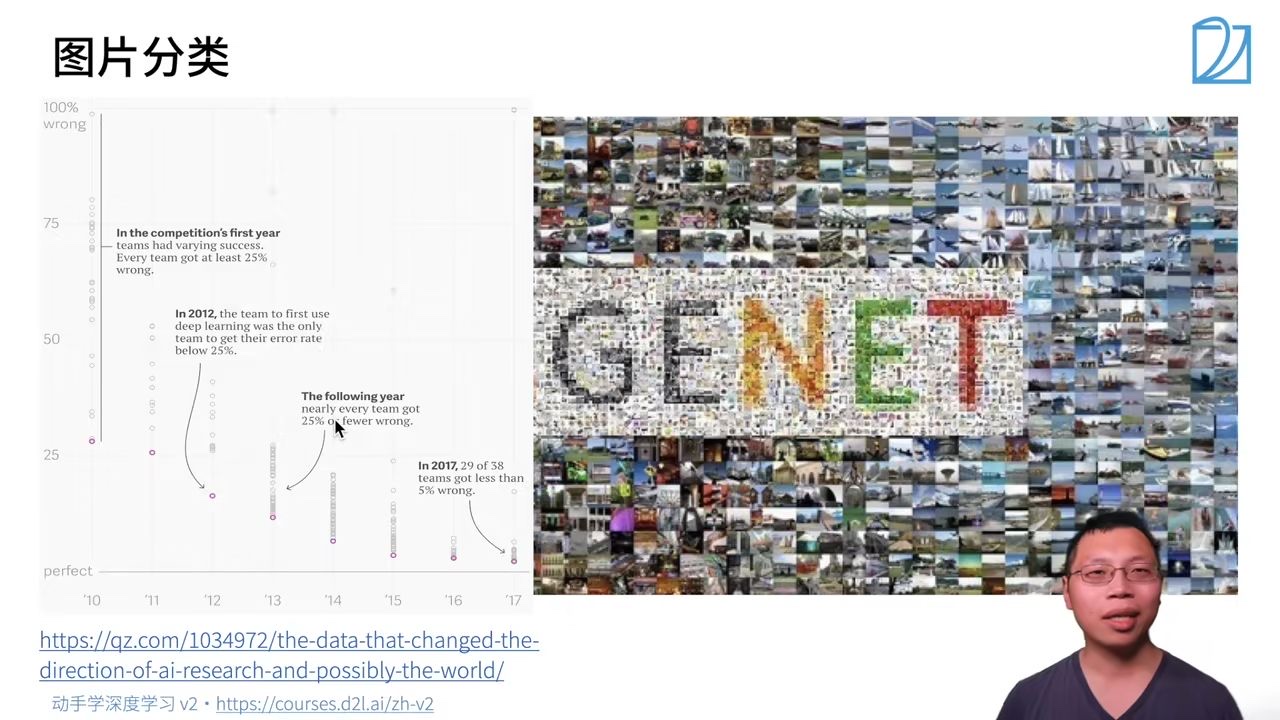 图片分类
100%
wrong
75
In the competition's first year
teams had varying success.
Every team got at least 25%
wrong.
In 2012, the team to first use
deep learning was the only
team to get their error rate
below 25%.
50
The following year
nearly every team got
25% or fewer wrong.
25
In 2017, 29 of 38
teams got less than
5% wrong.
perfect
'10 '11 '12 '13 '14 '15 '16 '17
GENET
https://qz.com/1034972/the-data-that-changed-the-
direction-of-ai-research-and-possibly-the-world/
动手学深度学习 v2 • https://courses.d2l.ai/zh-v2